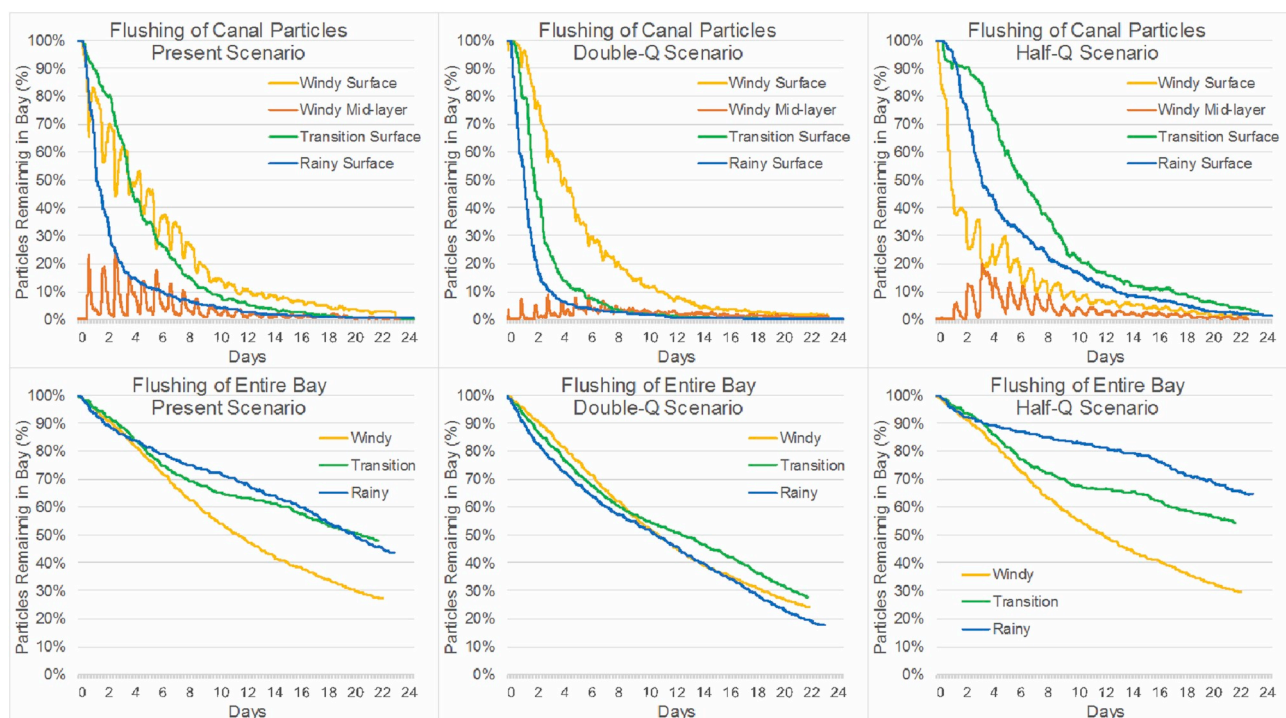 Flushing of Canal Particles
Present Scenario
Particles Remainnig in Bay (%)
100%
90%
80%
70%
60%
50%
40%
30%
20%
10%
0%
Windy Surface
Windy Mid-layer
Transition Surface
Rainy Surface
0 2 4 6 8 10 12 14 16 18 20 22 24
Days
Flushing of Canal Particles
Double-Q Scenario
Particles Remainnig in Bay (%)
100%
90%
80%
70%
60%
50%
40%
30%
20%
10%
0%
Windy Surface
Windy Mid-layer
Transition Surface
Rainy Surface
0 2 4 6 8 10 12 14 16 18 20 22 24
Days
Flushing of Canal Particles
Half-Q Scenario
Particles Remainnig in Bay (%)
100%
90%
80%
70%
60%
50%
40%
30%
20%
10%
0%
Windy Surface
Windy Mid-layer
Transition Surface
Rainy Surface
0 2 4 6 8 10 12 14 16 18 20 22 24
Days
Flushing of Entire Bay
Present Scenario
Particles Remainnig in Bay (%)
100%
90%
80%
70%
60%
50%
40%
30%
20%
10%
0%
Windy
Transition
Rainy
0 2 4 6 8 10 12 14 16 18 20 22 24
Days
Flushing of Entire Bay
Double-Q Scenario
Particles Remainnig in Bay (%)
100%
90%
80%
70%
60%
50%
40%
30%
20%
10%
0%
Windy
Transition
Rainy
0 2 4 6 8 10 12 14 16 18 20 22 24
Days
Flushing of Entire Bay
Half-Q Scenario
Particles Remainnig in Bay (%)
100%
90%
80%
70%
60%
50%
40%
30%
20%
10%
0%
Windy
Transition
Rainy
0 2 4 6 8 10 12 14 16 18 20 22 24
Days